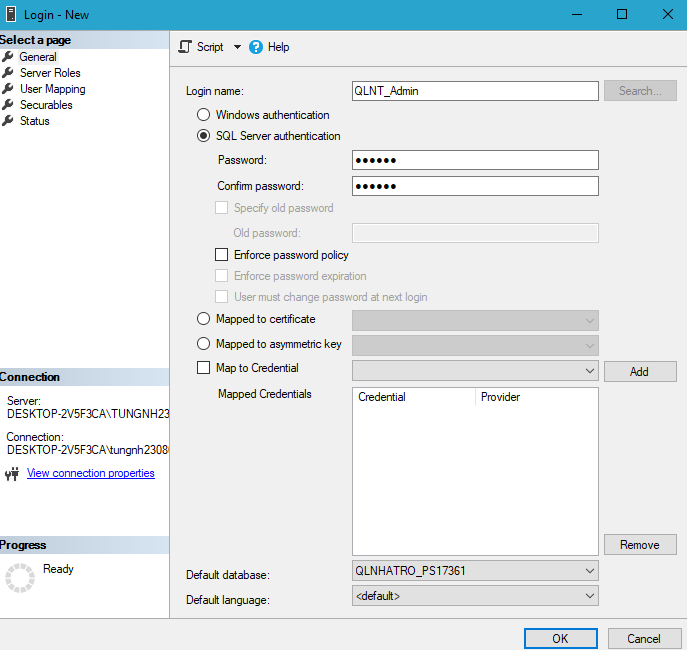 Login - New
Select a page
General
Server Roles
User Mapping
Securables
Status
Script
Help
Login name:
QLNT_Admin
Search...
Windows authentication
SQL Server authentication
Password:
●●●●●●
Confirm password:
●●●●●●
Specify old password
Old password:
Enforce password policy
Enforce password expiration
User must change password at next login
Mapped to certificate
Mapped to asymmetric key
Map to Credential
Add
Mapped Credentials
Credential Provider
Remove
Default database:
QLNHATRO_PS17361
Default language:
<default>
Connection
Server:
DESKTOP-2V5F3CA\TUNGNH23
Connection:
DESKTOP-2V5F3CA\tungnh2308
View connection properties
Progress
Ready
OK
Cancel